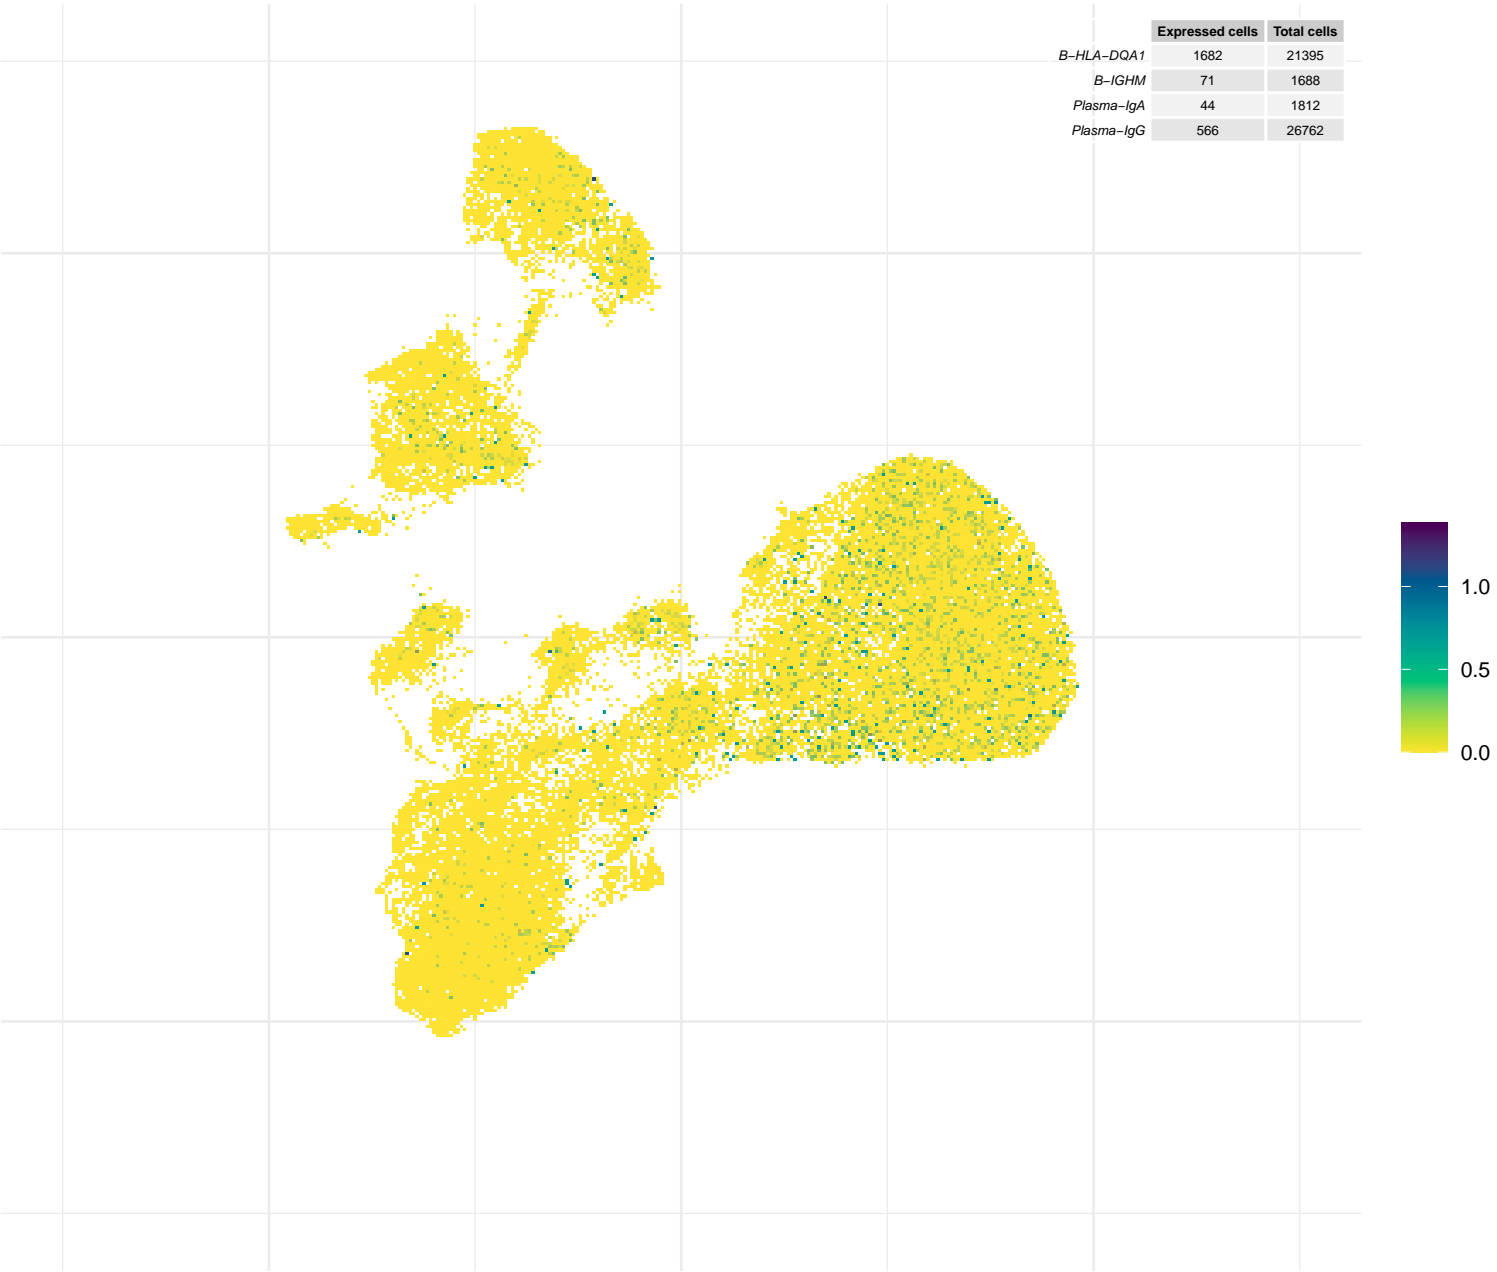 Expressed cells Total cells
B−HLA−DQA1 1682 21395
B−IGHM 71 1688
Plasma−IgA 44 1812
Plasma−IgG 566 26762
1.0
0.5
0.0